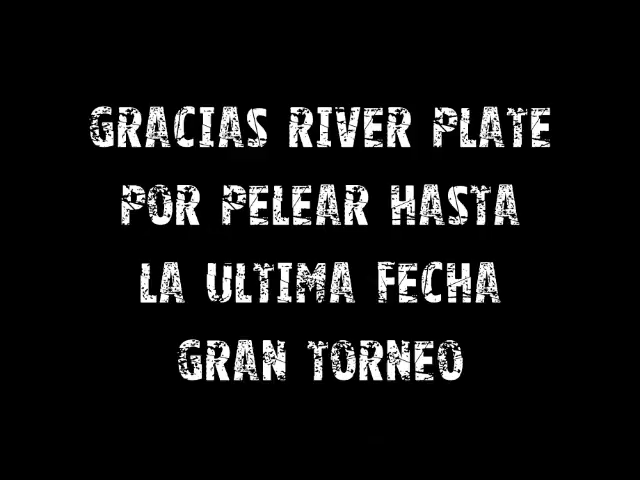 GRACIAS RIVER PLATE
POR PELEAR HASTA
LA ULTIMA FECHA
GRAN TORNEO